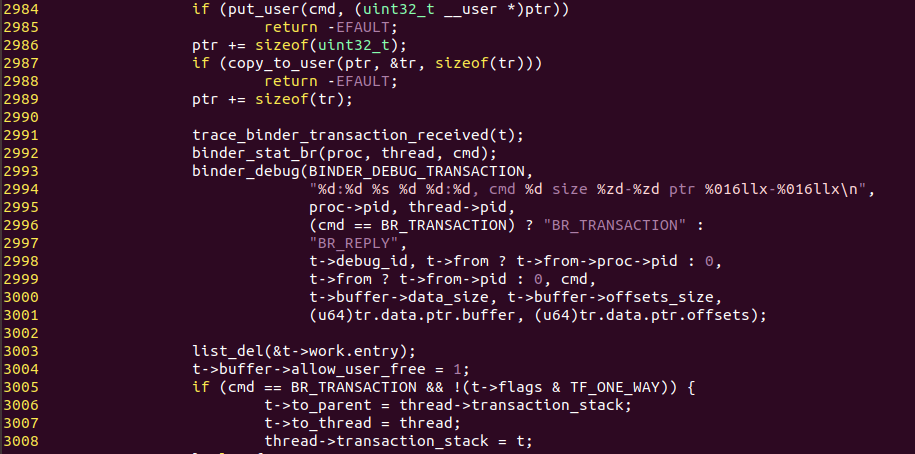 2984                 if (put_user(cmd, (uint32_t __user *)ptr))
2985                         return -EFAULT;
2986                 ptr += sizeof(uint32_t);
2987                 if (copy_to_user(ptr, &tr, sizeof(tr)))
2988                         return -EFAULT;
2989                 ptr += sizeof(tr);
2990
2991                 trace_binder_transaction_received(t);
2992                 binder_stat_br(proc, thread, cmd);
2993                 binder_debug(BINDER_DEBUG_TRANSACTION,
2994                              "%d:%d %s %d %d:%d, cmd %d size %zd-%zd ptr %016llx-%016llx\n",
2995                              proc->pid, thread->pid,
2996                              (cmd == BR_TRANSACTION) ? "BR_TRANSACTION" :
2997                              "BR_REPLY",
2998                              t->debug_id, t->from ? t->from->proc->pid : 0,
2999                              t->from ? t->from->pid : 0, cmd,
3000                              t->buffer->data_size, t->buffer->offsets_size,
3001                              (u64)tr.data.ptr.buffer, (u64)tr.data.ptr.offsets);
3002
3003                 list_del(&t->work.entry);
3004                 t->buffer->allow_user_free = 1;
3005                 if (cmd == BR_TRANSACTION && !(t->flags & TF_ONE_WAY)) {
3006                         t->to_parent = thread->transaction_stack;
3007                         t->to_thread = thread;
3008                         thread->transaction_stack = t;